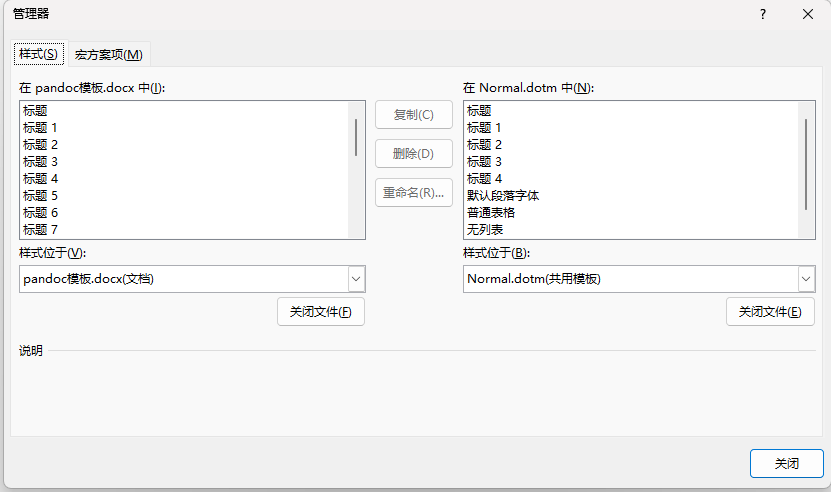 管理器
?
样式(S)
宏方案项(M)
在 pandoc模板.docx 中(I):
标题
标题 1
标题 2
标题 3
标题 4
标题 5
标题 6
标题 7
复制(C)
删除(D)
重命名(R)...
在 Normal.dotm 中(N):
标题
标题 1
标题 2
标题 3
标题 4
默认段落字体
普通表格
无列表
样式位于(V):
pandoc模板.docx(文档)
关闭文件(F)
样式位于(B):
Normal.dotm(共用模板)
关闭文件(E)
说明
关闭